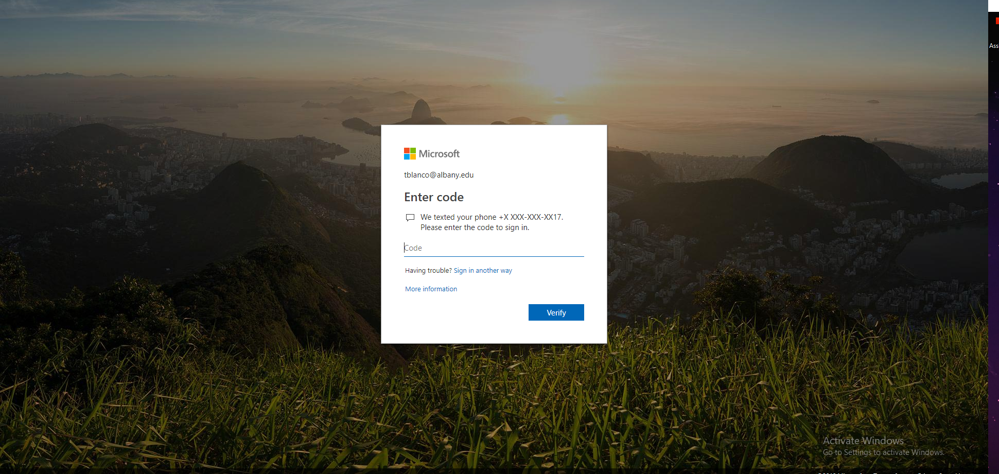 Ass
Microsoft
tblanco@albany.edu
Enter code
We texted your phone +X XXX-XXX-XX17.
Please enter the code to sign in.
Code
Having trouble? Sign in another way
More information
Verify
Activate Windows
Go to Settings to activate Windows.